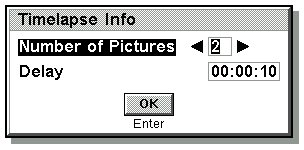 Timelapse Info
Number of Pictures 2
Delay 00:00:10
OK
Enter